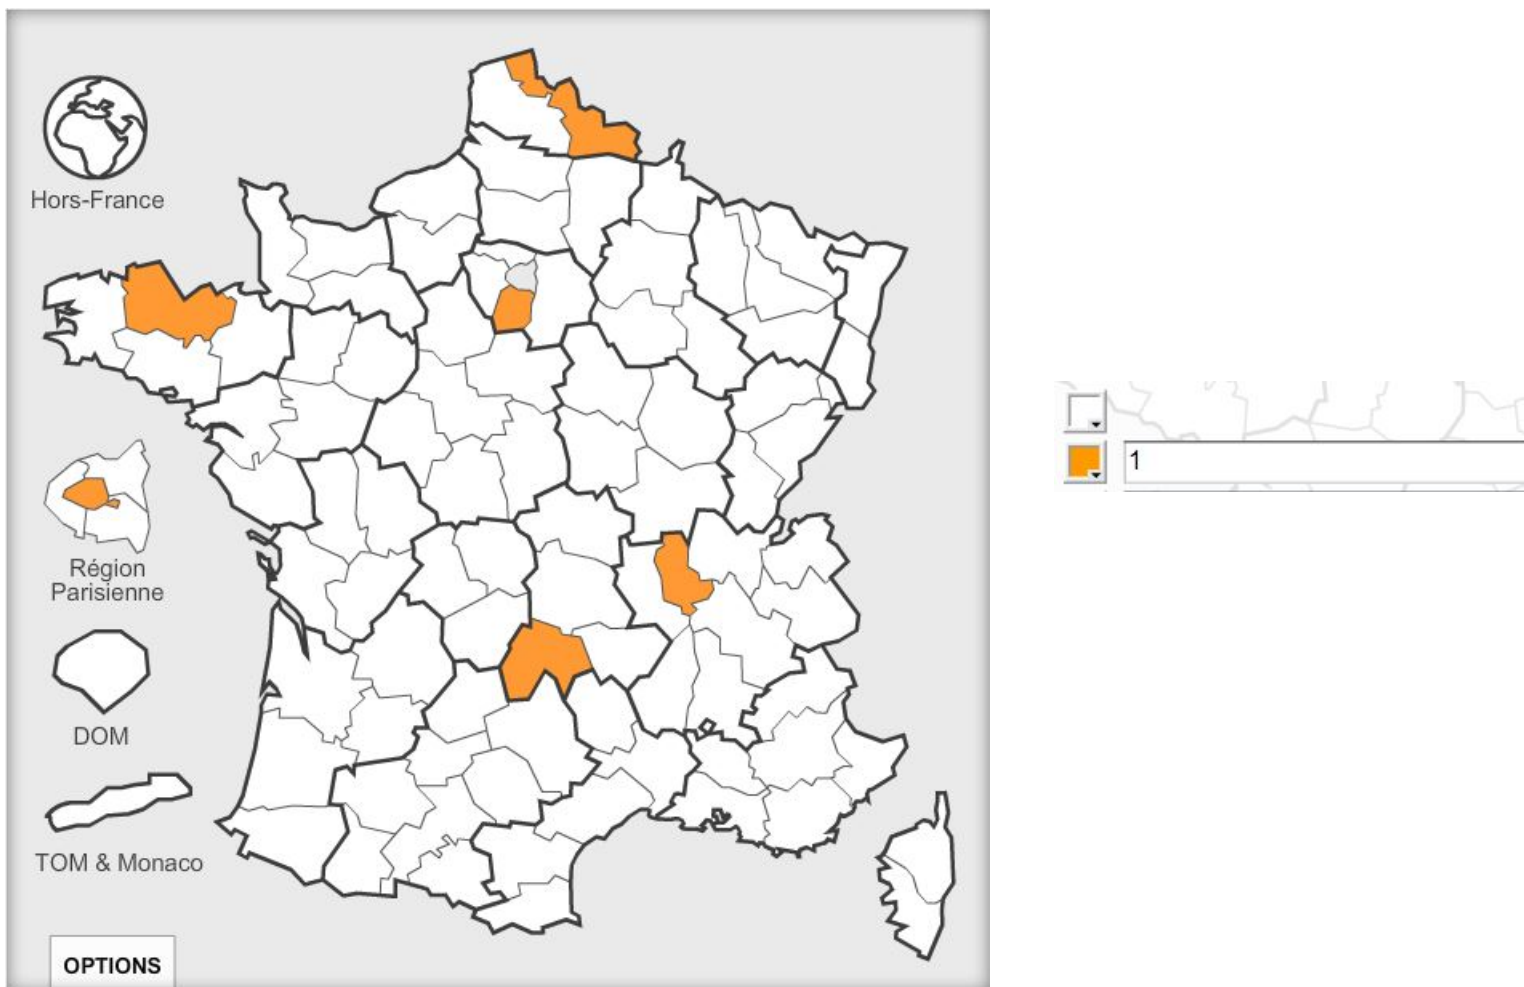 Hors-France
Région
Parisienne
DOM
TOM & Monaco
OPTIONS
1